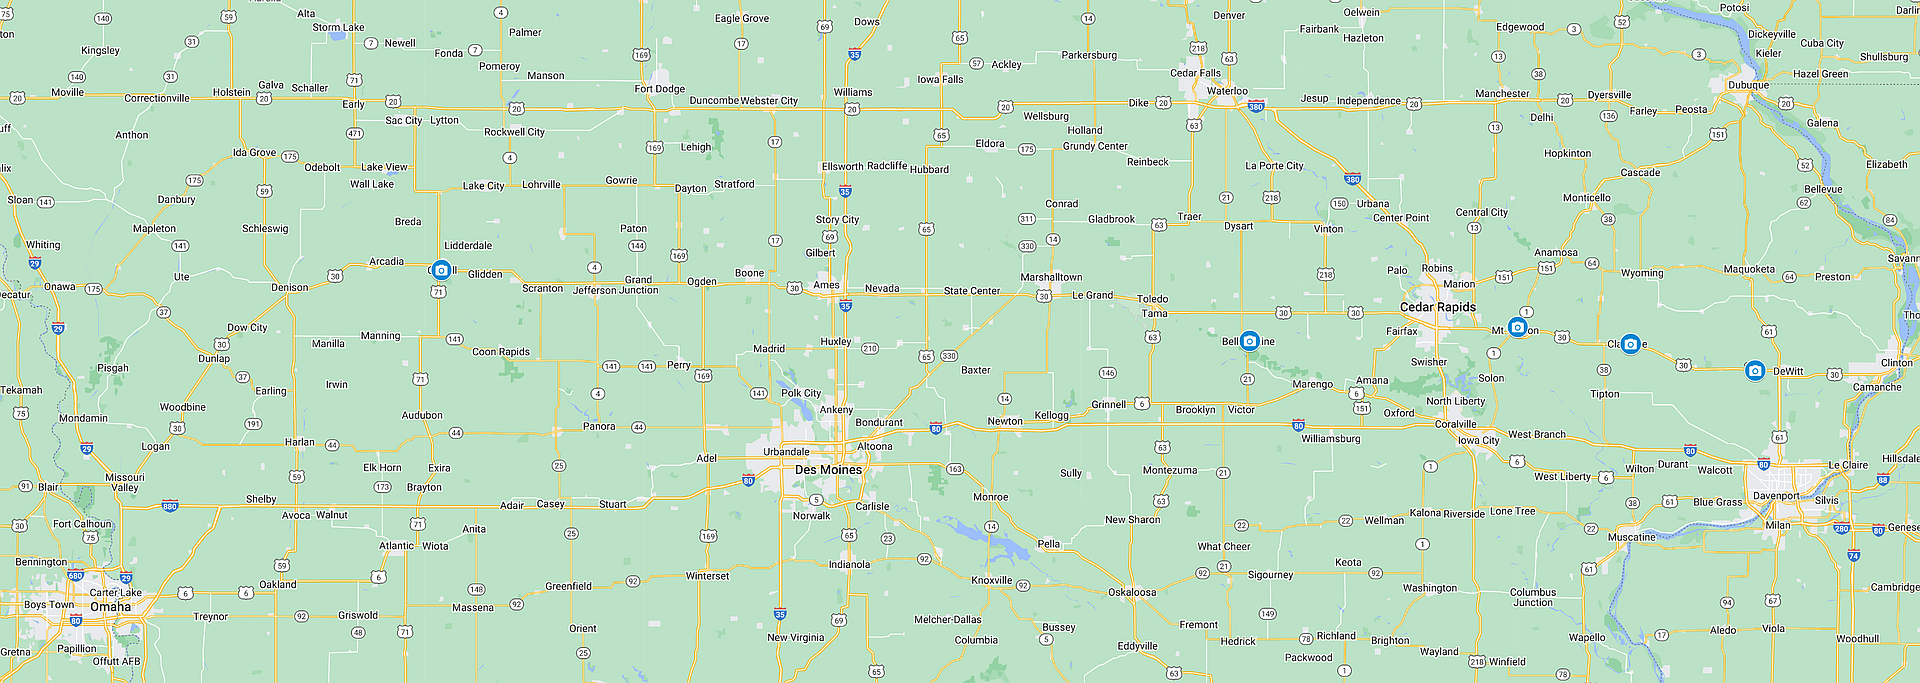 Alta
Storm Lake
Kingsley
Newell
Fonda
Palmer
Pomeroy
Manson
Eagle Grove
Dows
Iowa Falls
Ackley
Parkersburg
Denver
Cedar Falls
Waterloo
Fairbank
Oelwein
Hazleton
Edgewood
Potosi
Dickeyville
Kieler
Cuba City
Shullsburg
Hazel Green
Dubuque
Moville
Correctionville
Holstein
Galva
Schaller
Early
Sac City
Lytton
Rockwell City
Fort Dodge
Duncombe
Webster City
Williams
Wellsburg
Dike
Jesup
Independence
Manchester
Delhi
Dyersville
Farley
Peosta
Galena
Anthon
Ida Grove
Odebolt
Lake View
Wall Lake
Lake City
Lohrville
Gowrie
Lehigh
Dayton
Stratford
Ellsworth
Radcliffe
Hubbard
Eldora
Holland
Grundy Center
Reinbeck
La Porte City
Hopkinton
Cascade
Elizabeth
Bellevue
Sloan
Danbury
Mapleton
Schleswig
Breda
Lidderdale
Paton
Story City
Gilbert
Conrad
Gladbrook
Traer
Dysart
Vinton
Urbana
Center Point
Central City
Monticello
Anamosa
Whiting
Ute
Onawa
Denison
Arcadia
Glidden
Scranton
Jefferson
Grand Junction
Ogden
Boone
Ames
Nevada
State Center
Marshalltown
Le Grand
Toledo
Tama
Palo
Robins
Marion
Cedar Rapids
Fairfax
Wyoming
Maquoketa
Preston
Dow City
Dunlap
Manilla
Manning
Coon Rapids
Perry
Madrid
Huxley
Baxter
Swisher
Solon
DeWitt
Clinton
Camanche
Pisgah
Tekamah
Earling
Irwin
Woodbine
Mondamin
Logan
Audubon
Harlan
Panora
Polk City
Ankeny
Bondurant
Newton
Kellogg
Grinnell
Brooklyn
Victor
Marengo
Amana
Oxford
North Liberty
Coralville
Iowa City
Tipton
West Branch
Williamsburg
Missouri Valley
Blair
Elk Horn
Exira
Brayton
Adel
Urbandale
Des Moines
Altoona
Sully
Montezuma
West Liberty
Wilton
Durant
Walcott
Le Claire
Davenport
Silvis
Milan
Blue Grass
Hillsdale
Shelby
Avoca
Walnut
Adair
Casey
Stuart
Norwalk
Carlisle
Monroe
New Sharon
Wellman
Kalona
Riverside
Lone Tree
Muscatine
Fort Calhoun
Bennington
Atlantic
Wiota
Anita
Indianola
Pella
What Cheer
Sigourney
Keota
Washington
Columbus Junction
Carter Lake
Boys Town
Omaha
Papillion
Gretna
Offutt AFB
Oakland
Treynor
Griswold
Massena
Greenfield
Winterset
Knoxville
Oskaloosa
Orient
New Virginia
Melcher-Dallas
Columbia
Bussey
Eddyville
Fremont
Hedrick
Packwood
Richland
Brighton
Wayland
Winfield
Wapello
Aledo
Viola
Woodhull